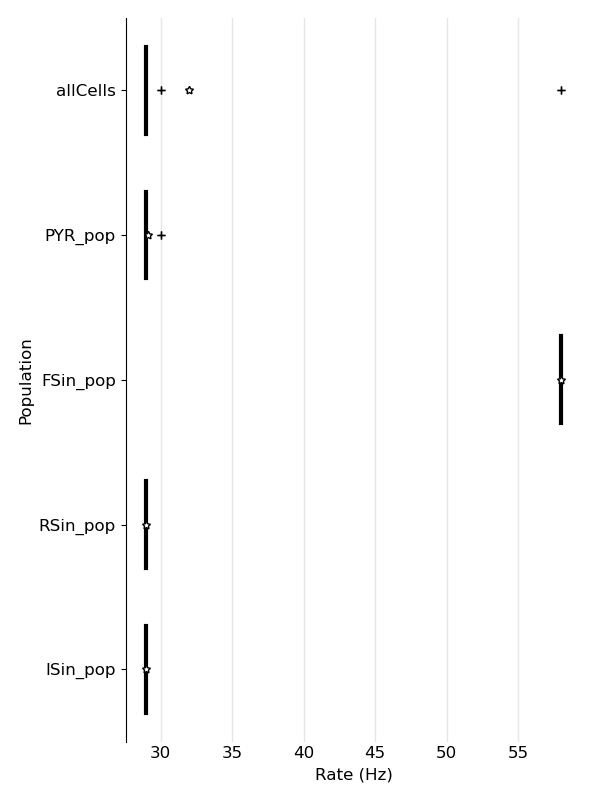 allCells
PYR_pop
FSin_pop
RSin_pop
ISin_pop
Population
30 35 40 45 50 55
Rate (Hz)